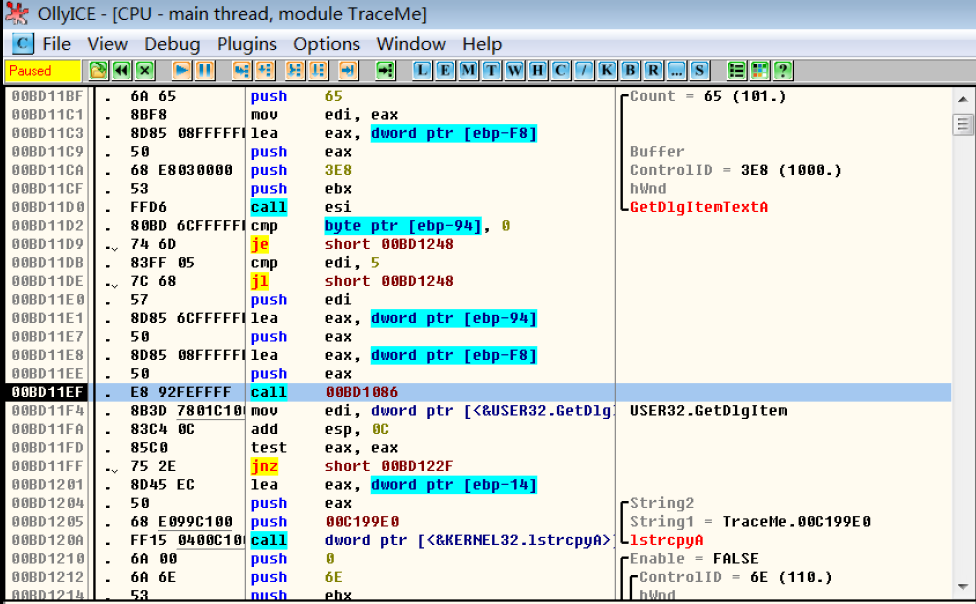 OllyICE - [CPU - main thread, module TraceMe]
C File View Debug Plugins Options Window Help
Paused L E M T W H C / K B R ... S ?
00BD11BF . 6A 65 push 65 Count = 65 (101.)
00BD11C1 . 8BF8 mov edi, eax
00BD11C3 . 8D85 08FFFFFF lea eax, dword ptr [ebp-F8]
00BD11C9 . 50 push eax Buffer
00BD11CA . 68 E8030000 push 3E8 ControlID = 3E8 (1000.)
00BD11CF . 53 push ebx hWnd
00BD11D0 . FFD6 call esi GetDlgItemTextA
00BD11D2 . 80BD 6CFFFFFF cmp byte ptr [ebp-94], 0
00BD11D9 . 74 6D je short 00BD1248
00BD11DB . 83FF 05 cmp edi, 5
00BD11DE . 7C 68 jl short 00BD1248
00BD11E0 . 57 push edi
00BD11E1 . 8D85 6CFFFFFF lea eax, dword ptr [ebp-94]
00BD11E7 . 50 push eax
00BD11E8 . 8D85 08FFFFFF lea eax, dword ptr [ebp-F8]
00BD11EE . 50 push eax
00BD11EF . E8 92FEFFFF call 00BD1086
00BD11F4 . 8B3D 7801C100 mov edi, dword ptr [<&USER32.GetDlg USER32.GetDlgItem
00BD11FA . 83C4 0C add esp, 0C
00BD11FD . 85C0 test eax, eax
00BD11FF . 75 2E jnz short 00BD122F
00BD1201 . 8D45 EC lea eax, dword ptr [ebp-14]
00BD1204 . 50 push eax String2
00BD1205 . 68 E099C100 push 00C199E0 String1 = TraceMe.00C199E0
00BD120A . FF15 0400C100 call dword ptr [<&KERNEL32.lstrcpyA>] lstrcpyA
00BD1210 . 6A 00 push 0 Enable = FALSE
00BD1212 . 6A 6E push 6E ControlID = 6E (110.)
00BD1214 . 53 push ebx hWnd